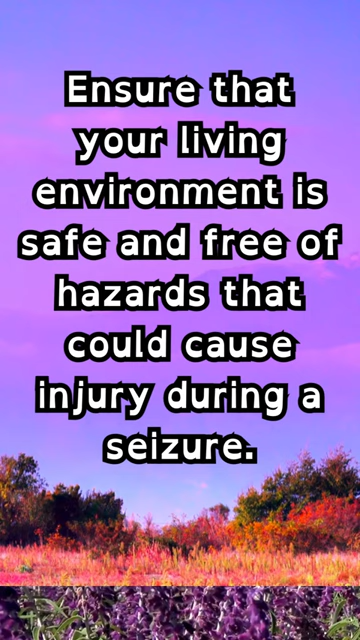 Ensure that
your living
environment is
safe and free of
hazards that
could cause
injury during a
seizure.